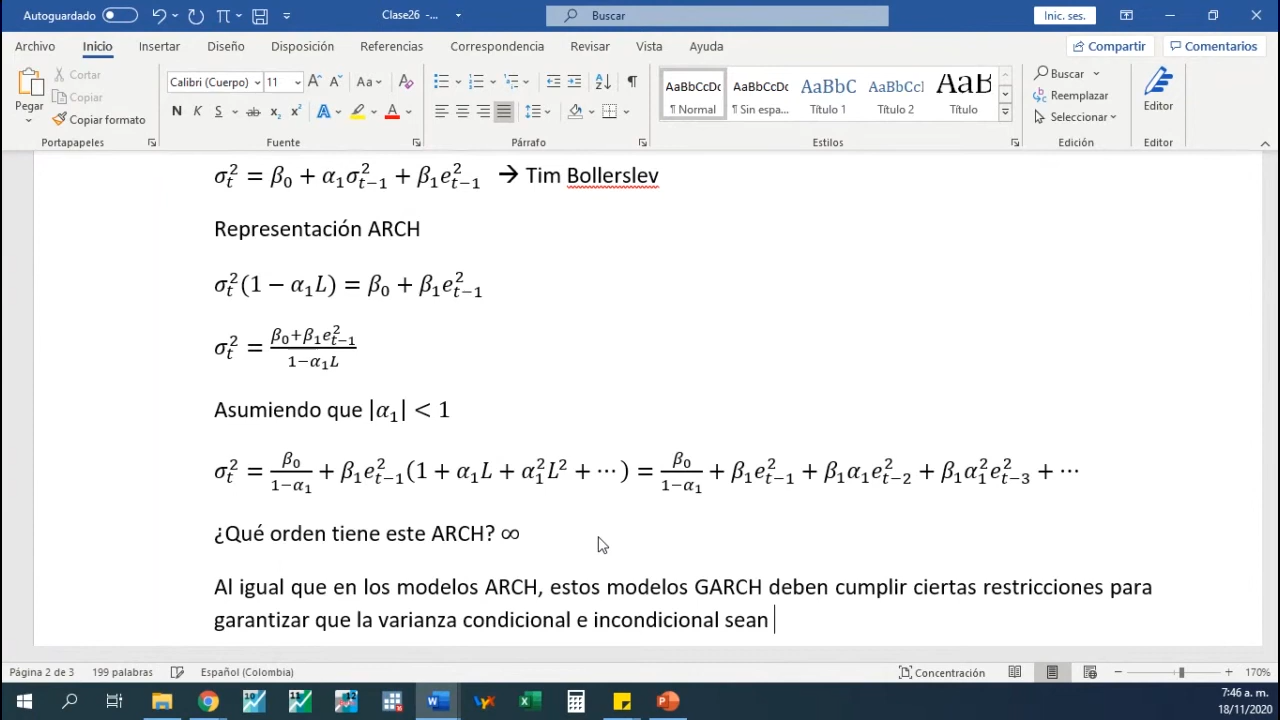 Autoguardado
Clase26 -...
Buscar
Inic. ses.
Archivo Inicio Insertar Diseño Disposición Referencias Correspondencia Revisar Vista Ayuda
Compartir Comentarios
Pegar
Cortar
Copiar
Copiar formato
Calibri (Cuerpo) 11
N K S ab x₂ x²
AaBbCcDc AaBbCcDc AaBbC AaBbCcI AaB
¶ Normal ¶ Sin espa... Título 1 Título 2 Título
Buscar
Reemplazar
Seleccionar
Editor
Portapapeles Fuente Párrafo Estilos Editor
σ_t^2 = β_0 + α_1σ_{t−1}^2 + β_1e_{t−1}^2 → Tim Bollerslev
Representación ARCH
σ_t^2(1 − α_1L) = β_0 + β_1e_{t−1}^2
σ_t^2 = (β_0+β_1e_{t−1}^2)/(1−α_1L)
Asumiendo que |α_1| < 1
σ_t^2 = β_0/(1−α_1) + β_1e_{t−1}^2(1 + α_1L + α_1^2L^2 + ⋯) = β_0/(1−α_1) + β_1e_{t−1}^2 + β_1α_1e_{t−2}^2 + β_1α_1^2e_{t−3}^2 + ⋯
¿Qué orden tiene este ARCH? ∞
Al igual que en los modelos ARCH, estos modelos GARCH deben cumplir ciertas restricciones para
garantizar que la varianza condicional e incondicional sean
Página 2 de 3 199 palabras Español (Colombia) Concentración 170%
7:46 a. m.
18/11/2020